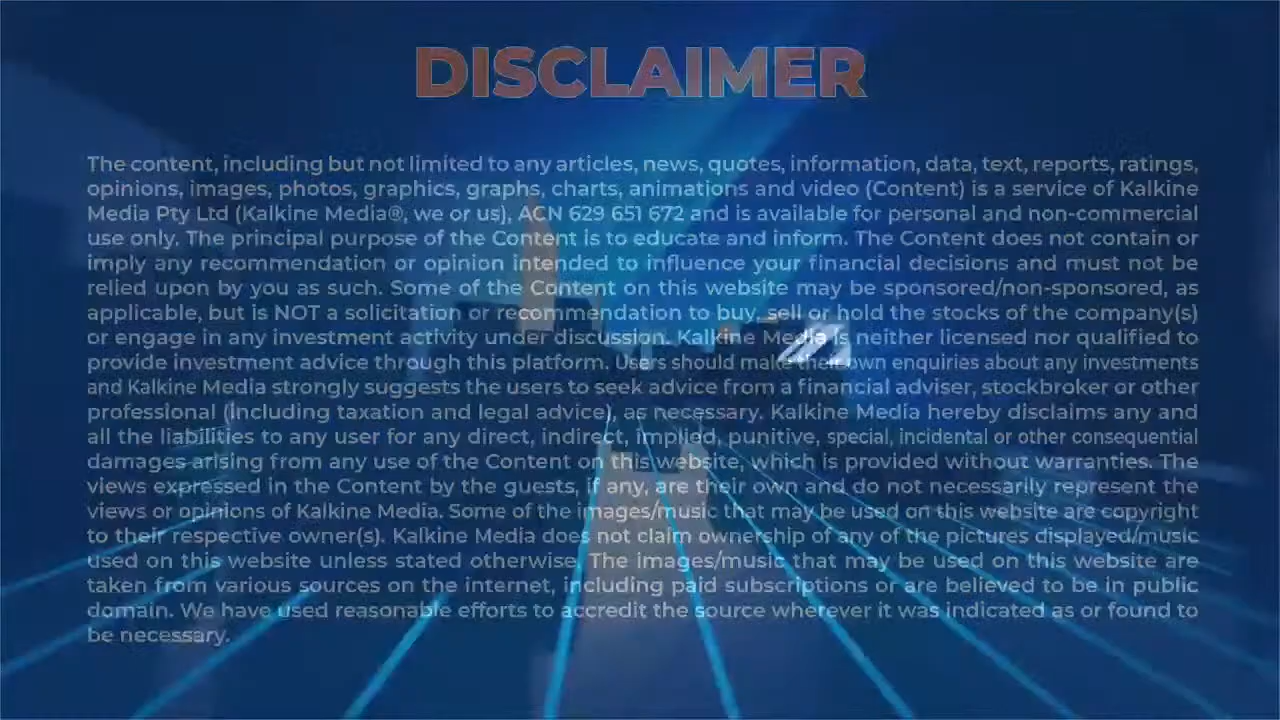 DISCLAIMER
The content, including but not limited to any articles, news, quotes, information, data, text, reports, ratings,
opinions, images, photos, graphics, graphs, charts, animations and video (Content) is a service of Kalkine
Media Pty Ltd (Kalkine Media®, we or us), ACN 629 651 672 and is available for personal and non-commercial
use only. The principal purpose of the Content is to educate and inform. The Content does not contain or
imply any recommendation or opinion intended to influence your financial decisions and must not be
relied upon by you as such. Some of the Content on this website may be sponsored/non-sponsored, as
applicable, but is NOT a solicitation or recommendation to buy, sell or hold the stocks of the company(s)
or engage in any investment activity under discussion. Kalkine Media is neither licensed nor qualified to
provide investment advice through this platform. Users should make their own enquiries about any investments
and Kalkine Media strongly suggests the users to seek advice from a financial adviser, stockbroker or other
professional (including taxation and legal advice), as necessary. Kalkine Media hereby disclaims any and
all the liabilities to any user for any direct, indirect, implied, punitive, special, incidental or other consequential
damages arising from any use of the Content on this website, which is provided without warranties. The
views expressed in the Content by the guests, if any, are their own and do not necessarily represent the
views or opinions of Kalkine Media. Some of the images/music that may be used on this website are copyright
to their respective owner(s). Kalkine Media does not claim ownership of any of the pictures displayed/music
used on this website unless stated otherwise. The images/music that may be used on this website are
taken from various sources on the internet, including paid subscriptions or are believed to be in public
domain. We have used reasonable efforts to accredit the source wherever it was indicated as or found to
be necessary.